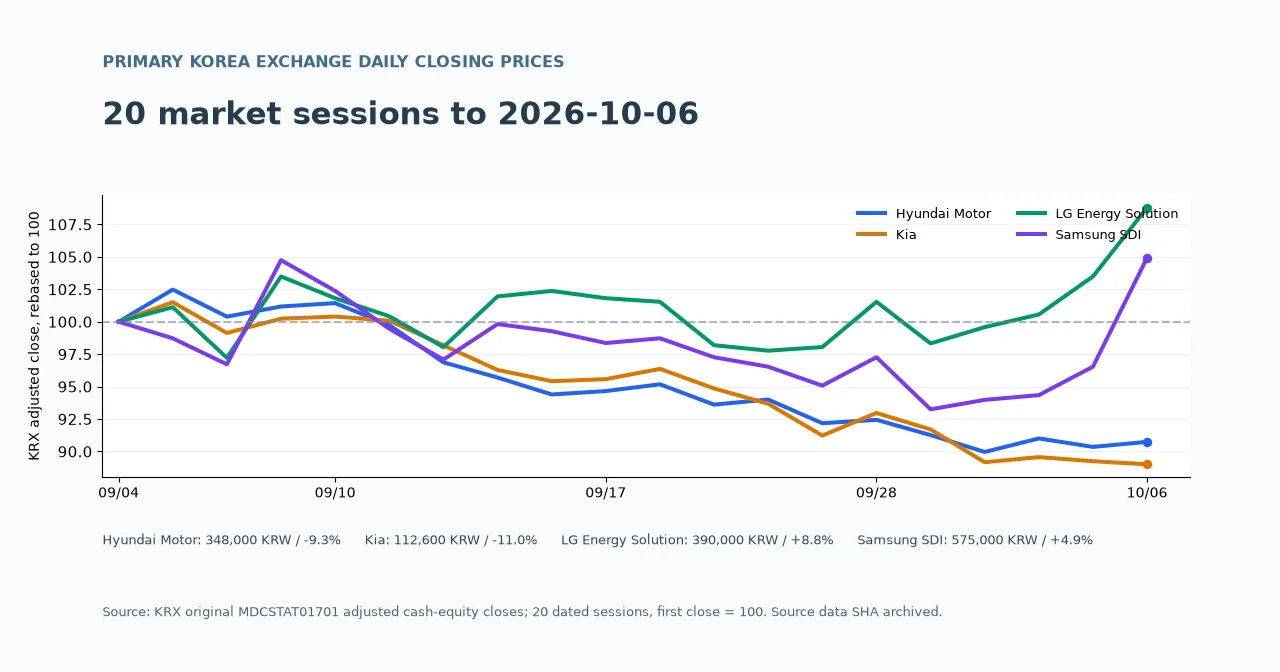 PRIMARY KOREA EXCHANGE DAILY CLOSING PRICES
20 market sessions to 2026-10-06
KRX adjusted close, rebased to 100
107.5
105.0
102.5
100.0
97.5
95.0
92.5
90.0
Hyundai Motor
LG Energy Solution
Kia
Samsung SDI
09/04
09/10
09/17
09/28
10/06
Hyundai Motor: 348,000 KRW / -9.3% Kia: 112,600 KRW / -11.0% LG Energy Solution: 390,000 KRW / +8.8% Samsung SDI: 575,000 KRW / +4.9%
Source: KRX original MDCSTAT01701 adjusted cash-equity closes; 20 dated sessions, first close = 100. Source data SHA archived.